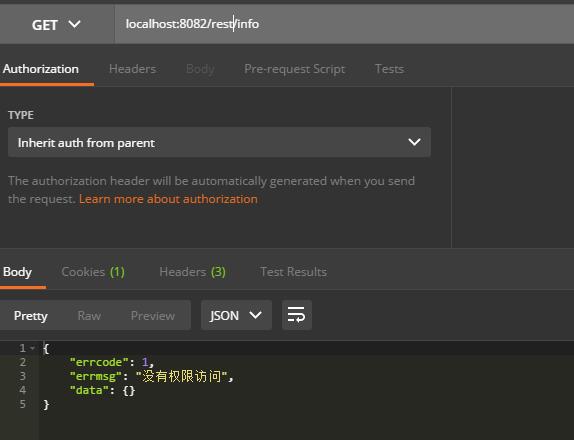 GET localhost:8082/rest/info
Authorization Headers Body Pre-request Script Tests
TYPE
Inherit auth from parent
The authorization header will be automatically generated when you send
the request. Learn more about authorization
Body Cookies (1) Headers (3) Test Results
Pretty Raw Preview JSON
1 {
2 "errcode": 1,
3 "errmsg": "没有权限访问",
4 "data": {}
5 }